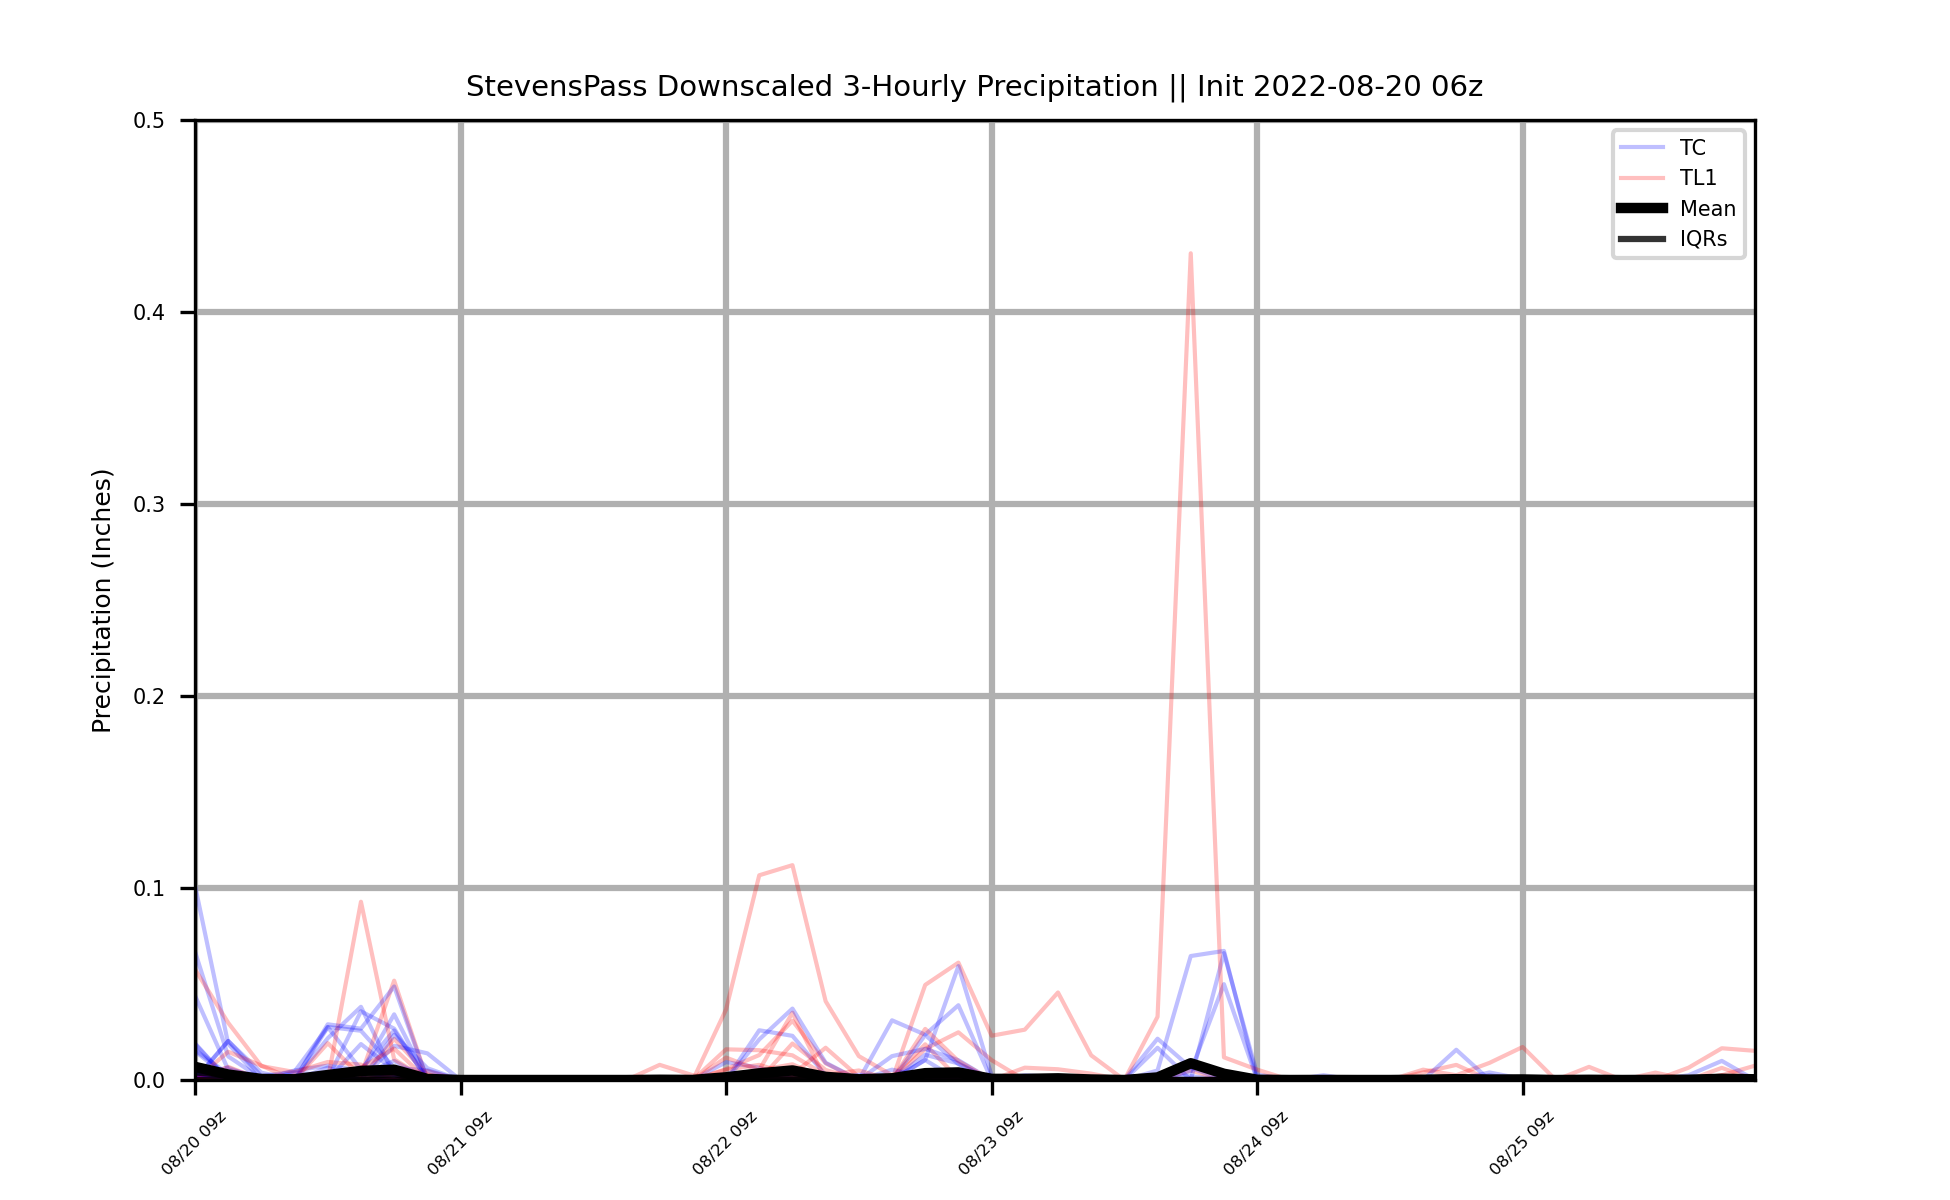 StevensPass Downscaled 3-Hourly Precipitation || Init 2022-08-20 06z
0.5
0.4
0.3
0.2
0.1
0.0
Precipitation (Inches)
TC
TL1
Mean
IQRs
08/20 09z
08/21 09z
08/22 09z
08/23 09z
08/24 09z
08/25 09z